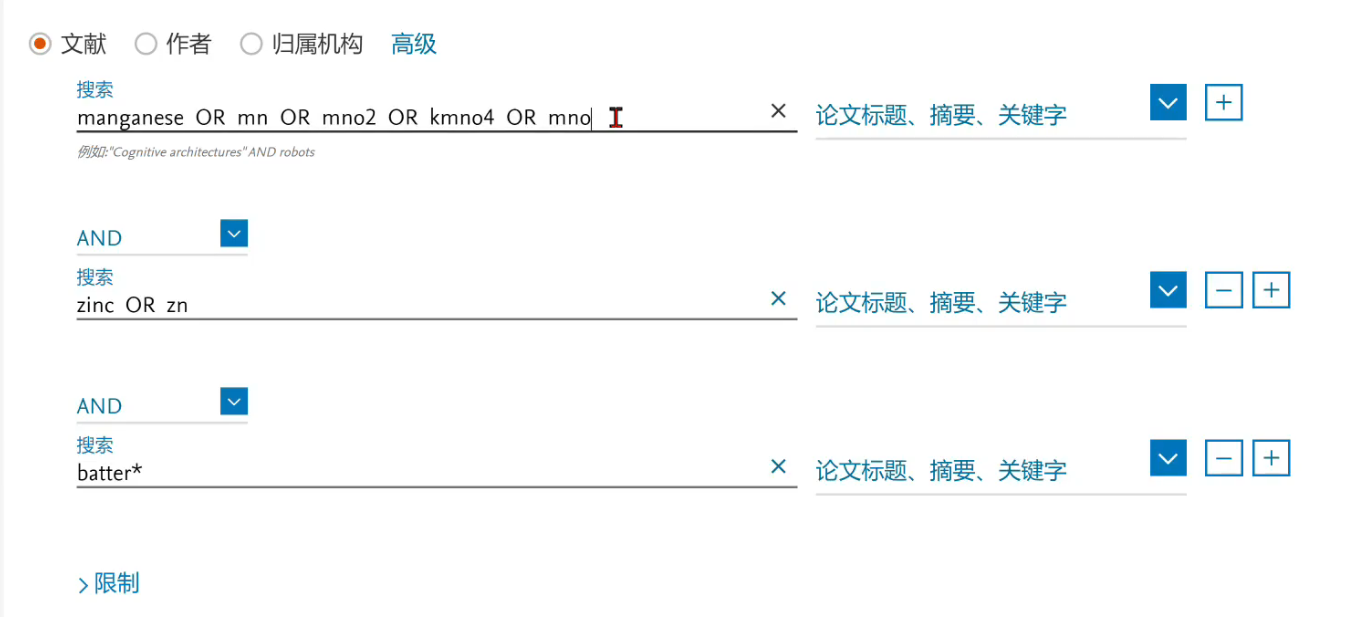 文献 作者 归属机构 高级
搜索
manganese OR mn OR mno2 OR kmno4 OR mno 论文标题、摘要、关键字
例如:"Cognitive architectures" AND robots
AND
搜索
zinc OR zn 论文标题、摘要、关键字
AND
搜索
batter* 论文标题、摘要、关键字
限制